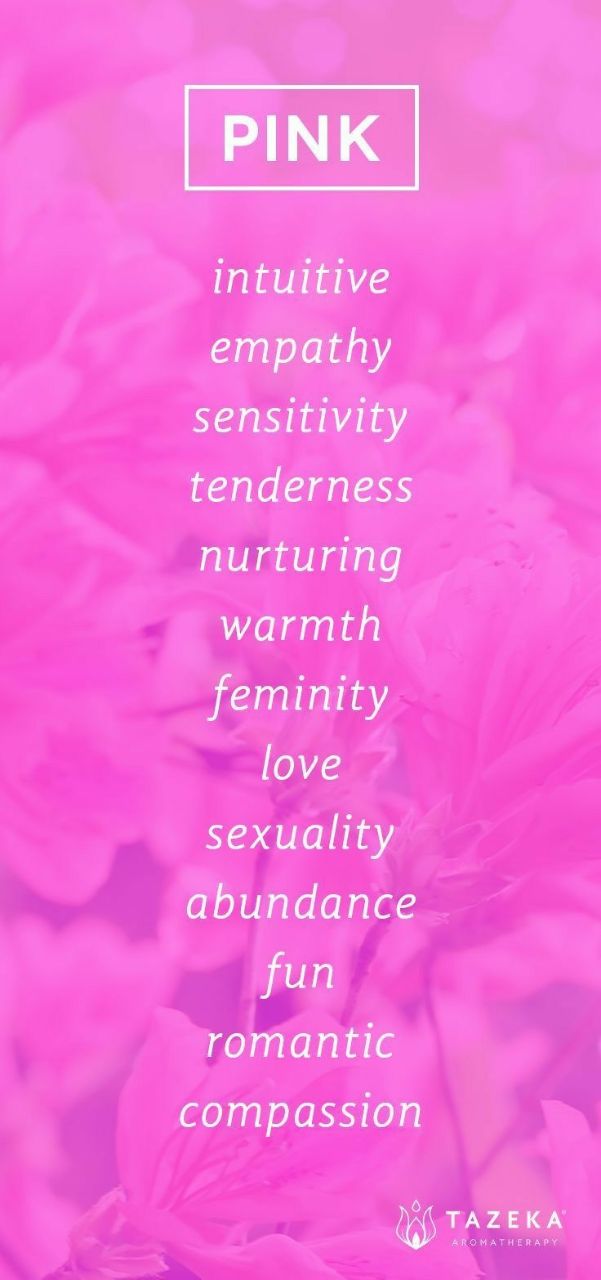 PINK
intuitive
empathy
sensitivity
tenderness
nurturing
warmth
feminity
love
sexuality
abundance
fun
romantic
compassion
TAZEKA®
AROMATHERAPY